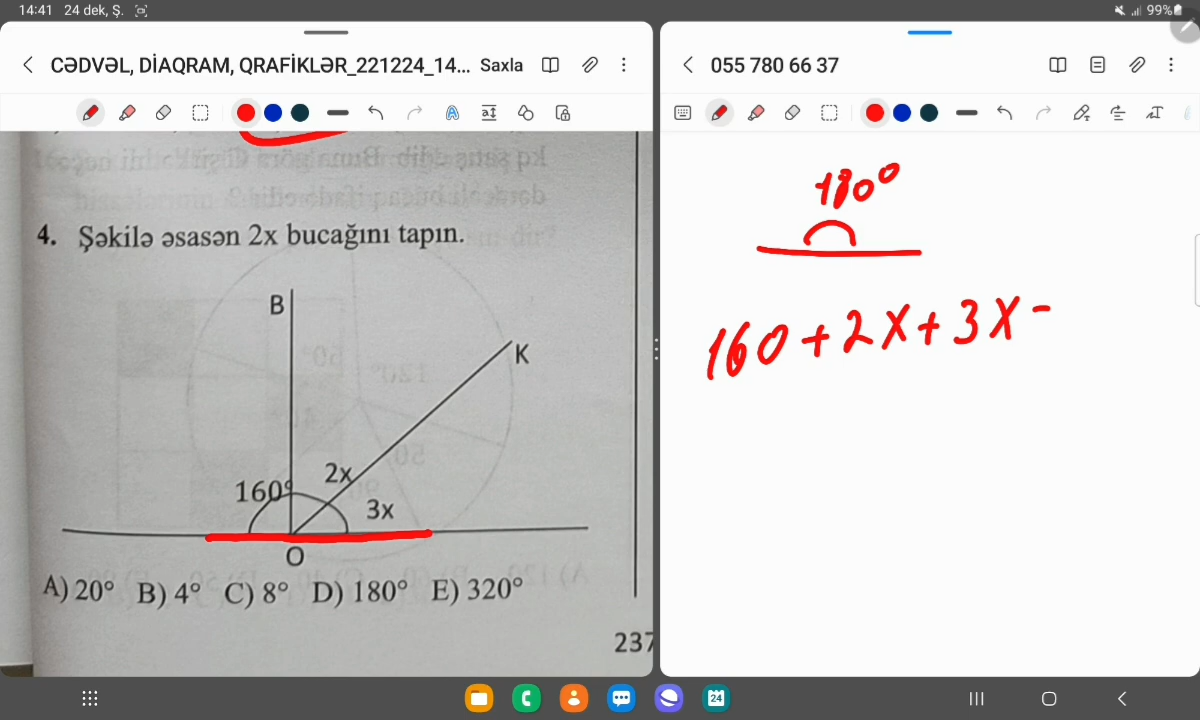 14:41 24 dek, Ş. 99%
CƏDVƏL, DİAQRAM, QRAFİKLƏR_221224_14... Saxla
4. Şəkilə əsasən 2x bucağını tapın.
B
K
2x
160°
3x
O
A) 20° B) 4° C) 8° D) 180° E) 320°
237
055 780 66 37
180°
160+2x+3x-
24